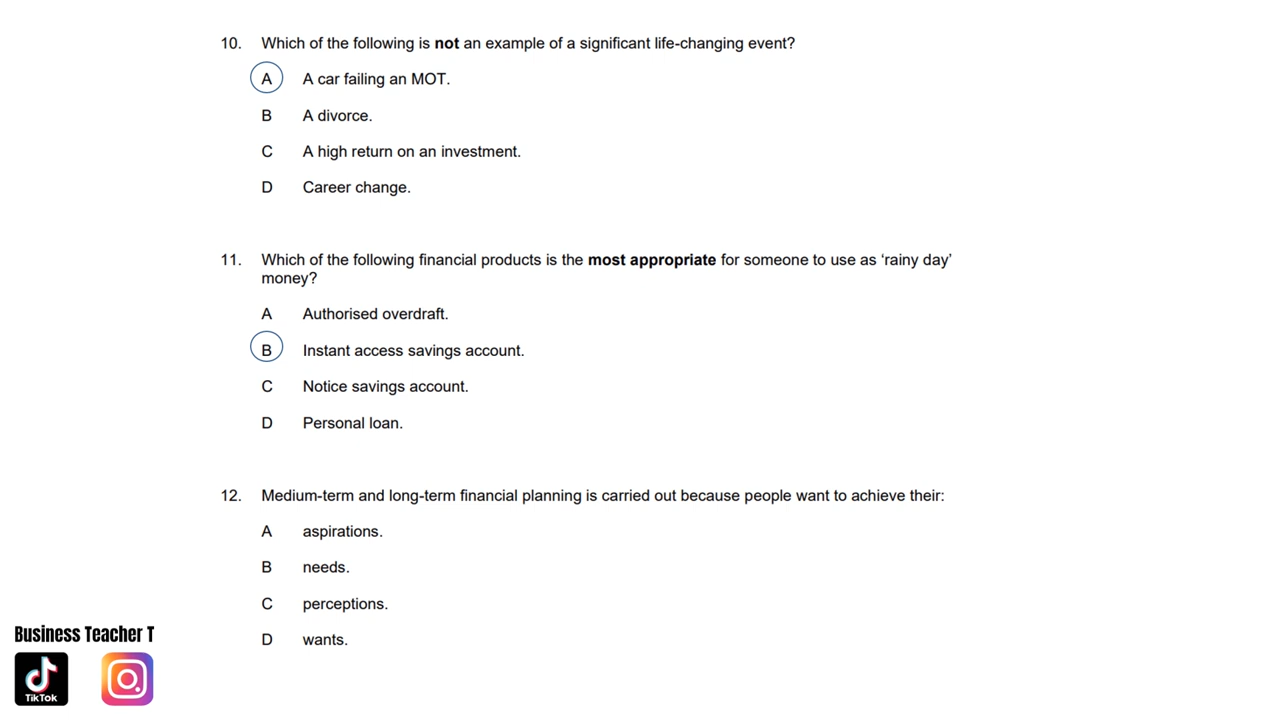 10. Which of the following is not an example of a significant life-changing event?
A A car failing an MOT.
B A divorce.
C A high return on an investment.
D Career change.
11. Which of the following financial products is the most appropriate for someone to use as ‘rainy day’
money?
A Authorised overdraft.
B Instant access savings account.
C Notice savings account.
D Personal loan.
12. Medium-term and long-term financial planning is carried out because people want to achieve their:
A aspirations.
B needs.
C perceptions.
D wants.
Business Teacher T
TikTok